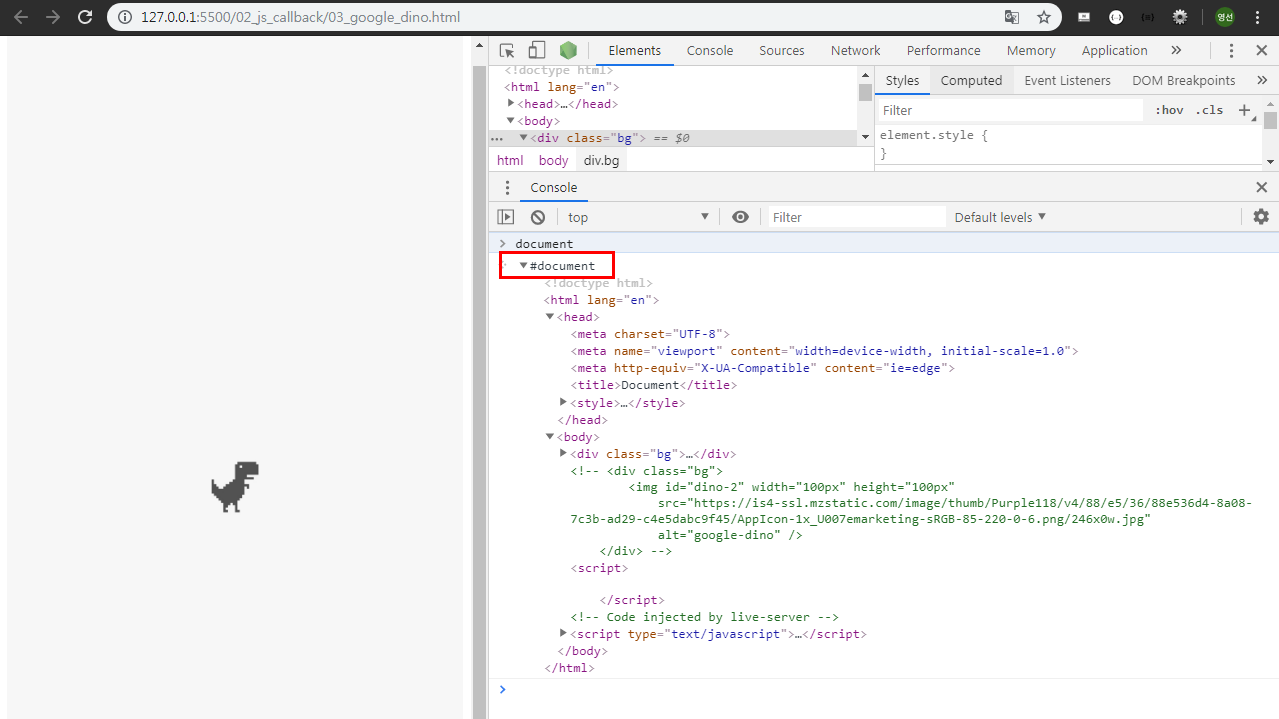 127.0.0.1:5500/02_js_callback/03_google_dino.html
영선
Elements Console Sources Network Performance Memory Application »
<!doctype html>
<html lang="en">
<head>…</head>
<body>
<div class="bg"> == $0
html body div.bg
Styles Computed Event Listeners DOM Breakpoints »
Filter :hov .cls +
element.style {
}
Console
top Filter Default levels
> document
#document
<!doctype html>
<html lang="en">
<head>
<meta charset="UTF-8">
<meta name="viewport" content="width=device-width, initial-scale=1.0">
<meta http-equiv="X-UA-Compatible" content="ie=edge">
<title>Document</title>
<style>…</style>
</head>
<body>
<div class="bg">…</div>
<!-- <div class="bg">
<img id="dino-2" width="100px" height="100px"
src="https://is4-ssl.mzstatic.com/image/thumb/Purple118/v4/88/e5/36/88e536d4-8a08-
7c3b-ad29-c4e5dabc9f45/AppIcon-1x_U007emarketing-sRGB-85-220-0-6.png/246x0w.jpg"
alt="google-dino" />
</div> -->
<script>
</script>
<!-- Code injected by live-server -->
<script type="text/javascript">…</script>
</body>
</html>
>